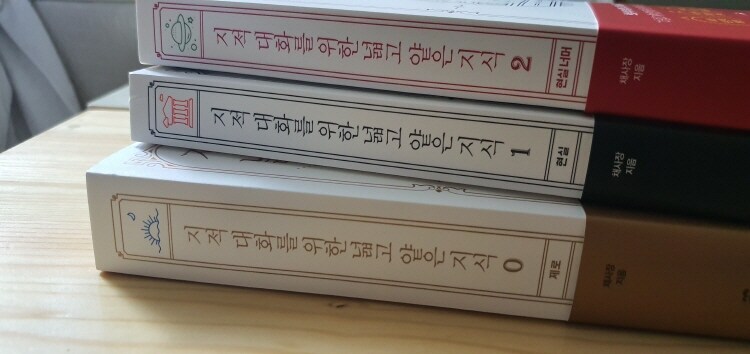 지적 대화를 위한 넓고 얕은 지식 2
현실너머
채사장
지음
지적 대화를 위한 넓고 얕은 지식 1
현실
채사장
지음
지적 대화를 위한 넓고 얕은 지식 0
제로
채사장
지음